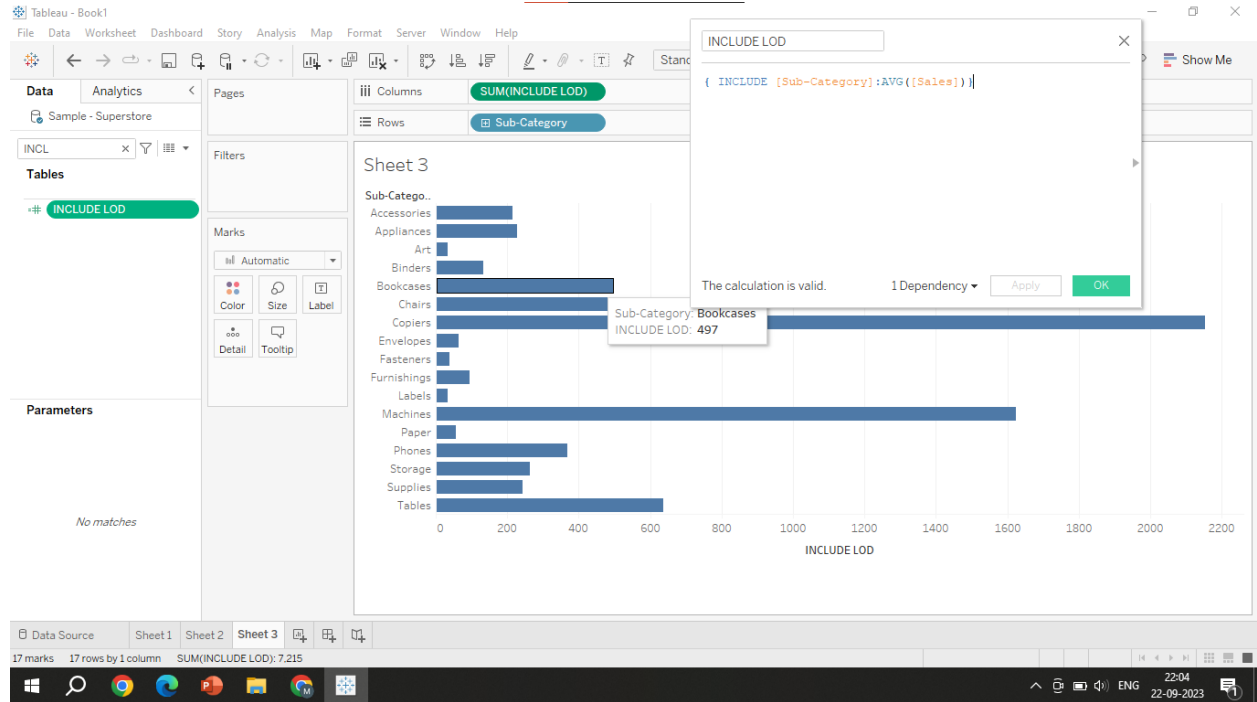 Tableau - Book1
File Data Worksheet Dashboard Story Analysis Map Format Server Window Help
Show Me
Data Analytics
Sample - Superstore
INCL
Tables
INCLUDE LOD
Parameters
No matches
Pages
Filters
Marks
Automatic
Color Size Label
Detail Tooltip
iii Columns SUM(INCLUDE LOD)
Rows Sub-Category
Sheet 3
Sub-Catego..
Accessories
Appliances
Art
Binders
Bookcases
Chairs
Copiers
Envelopes
Fasteners
Furnishings
Labels
Machines
Paper
Phones
Storage
Supplies
Tables
0 200 400 600 800 1000 1200 1400 1600 1800 2000 2200
INCLUDE LOD
Sub-Category: Bookcases
INCLUDE LOD: 497
INCLUDE LOD
{ INCLUDE [Sub-Category]:AVG([Sales])}
The calculation is valid. 1 Dependency Apply OK
Data Source Sheet 1 Sheet 2 Sheet 3
17 marks 17 rows by 1 column SUM(INCLUDE LOD): 7,215
ENG
22:04
22-09-2023
1